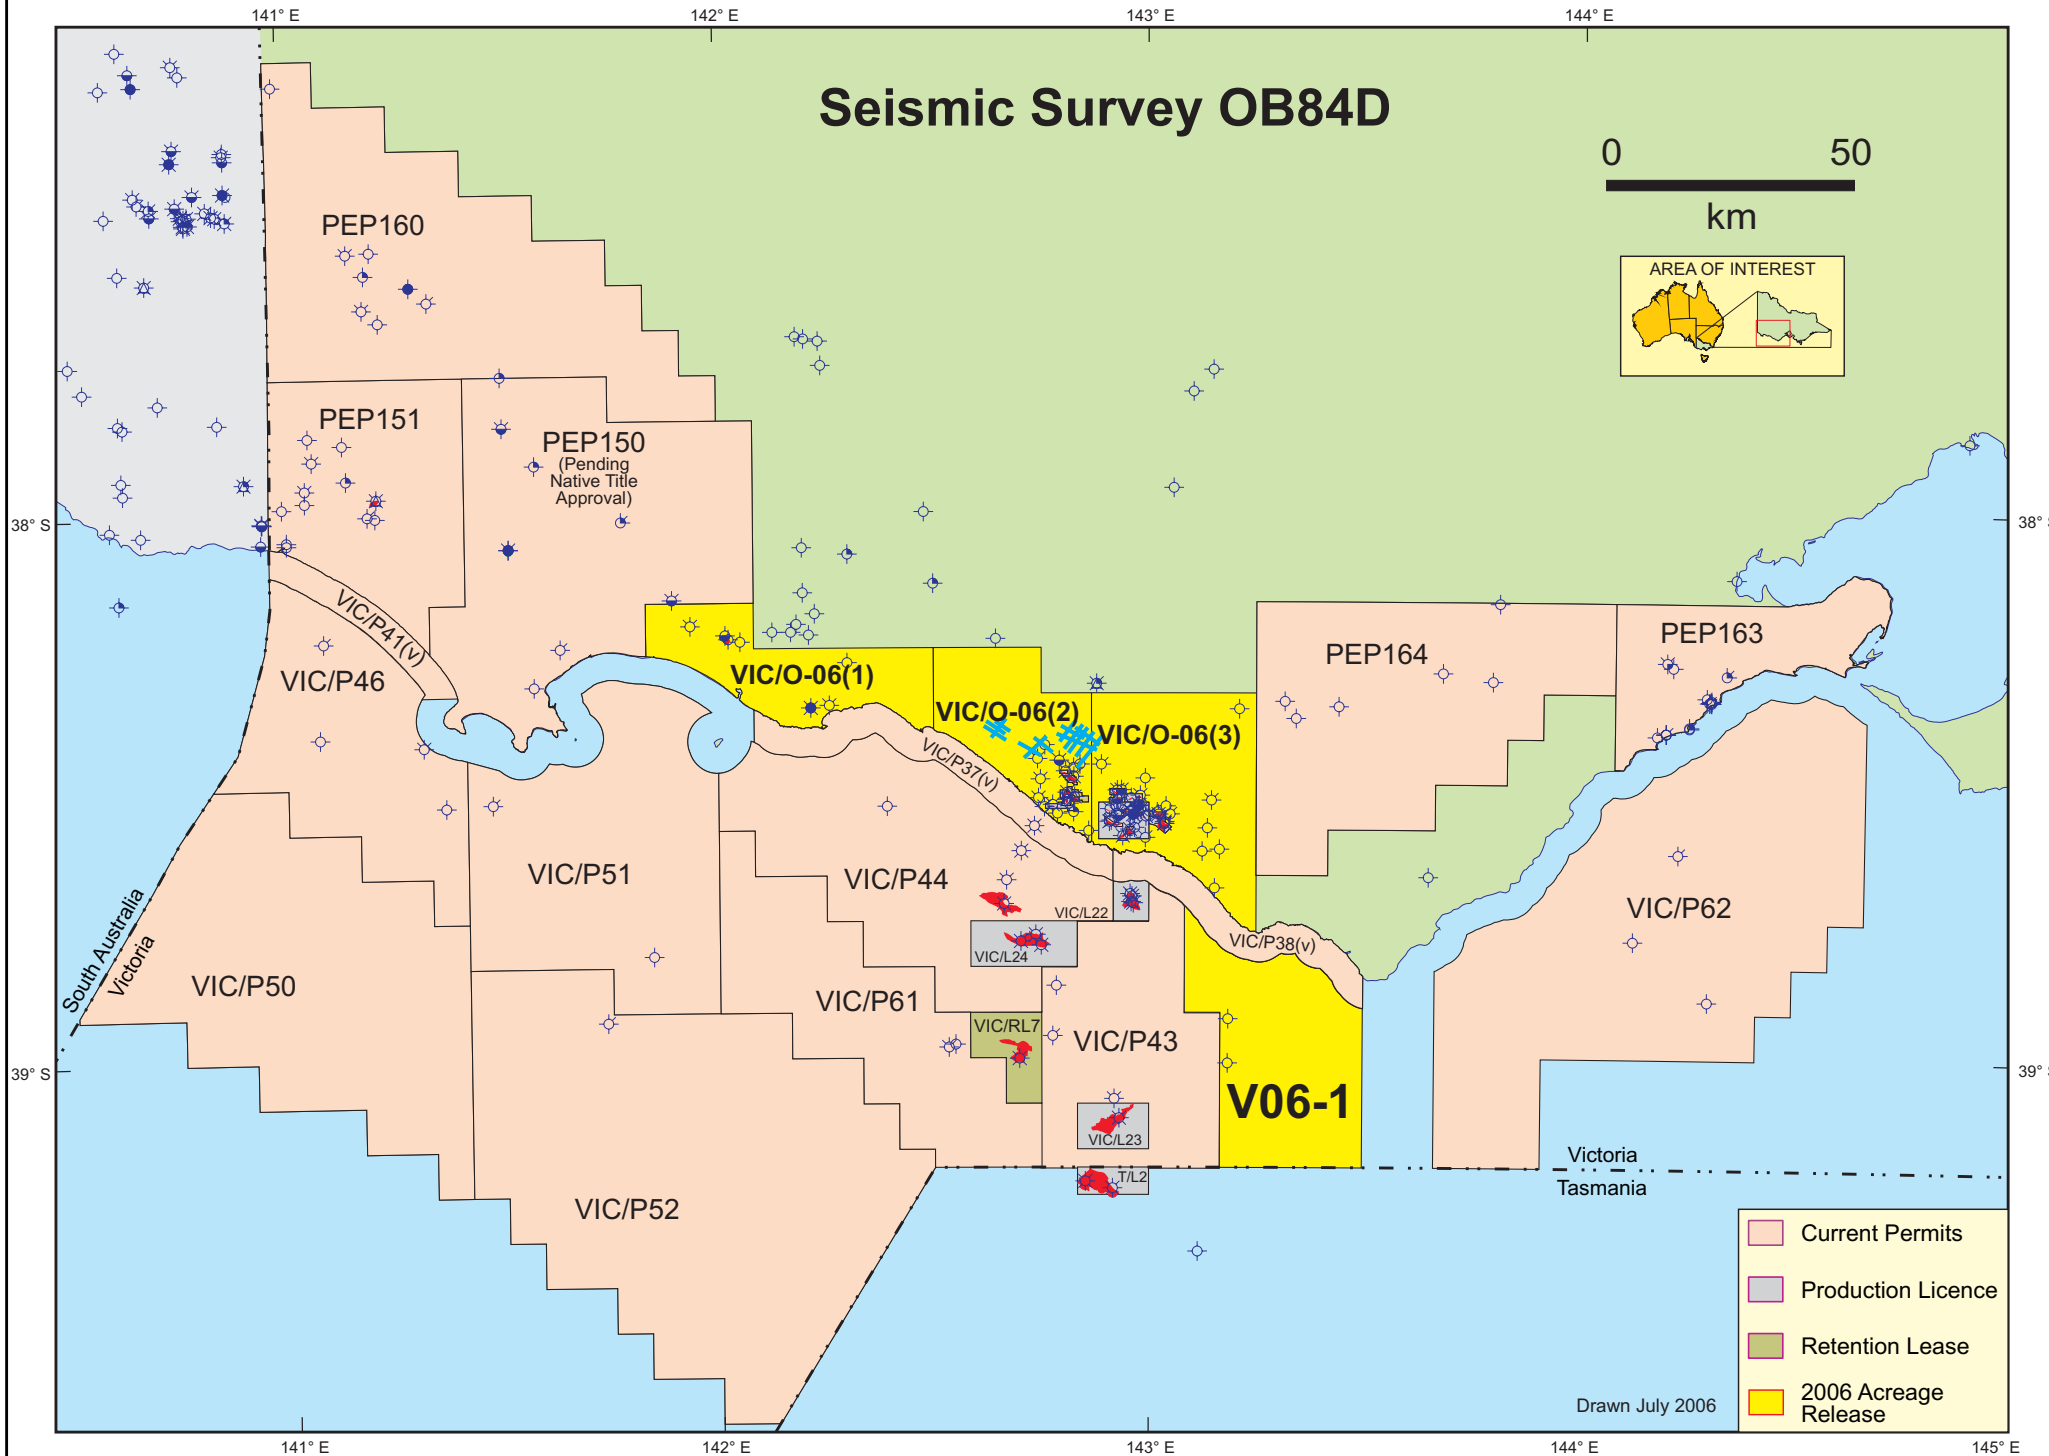 141° E
142° E
143° E
144° E
Seismic Survey OB84D
0
50
km
AREA OF INTEREST
PEP160
PEP151
PEP150
(Pending
Native Title
Approval)
38° S
38° S
VIC/P41(v)
VIC/P46
VIC/O-06(1)
VIC/O-06(2)
VIC/O-06(3)
PEP164
PEP163
VIC/P37(v)
VIC/P51
VIC/P44
VIC/L22
VIC/P62
VIC/P38(v)
VIC/L24
South Australia
Victoria
VIC/P50
VIC/P61
VIC/RL7
VIC/P43
39° S
39° S
V06-1
VIC/L23
T/L2
Victoria
Tasmania
VIC/P52
Current Permits
Production Licence
Retention Lease
2006 Acreage
Release
Drawn July 2006
141° E
142° E
143° E
144° E
145° E